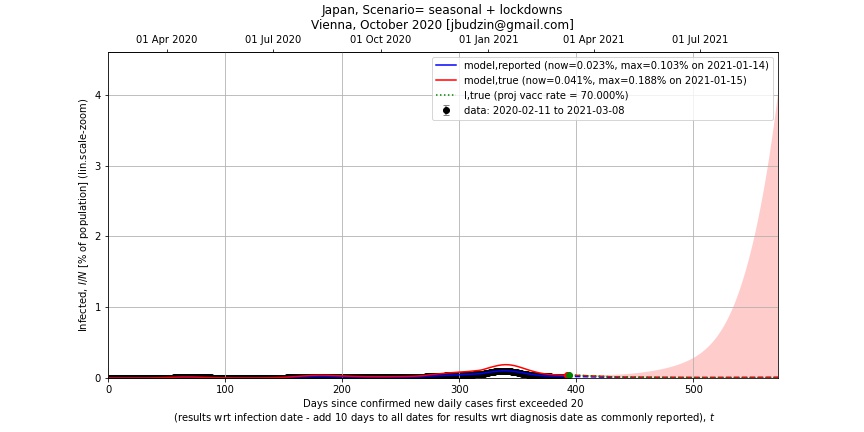 Japan, Scenario= seasonal + lockdowns
Vienna, October 2020 [jbudzin@gmail.com]
01 Apr 2020 01 Jul 2020 01 Oct 2020 01 Jan 2021 01 Apr 2021 01 Jul 2021
model,reported (now=0.023%, max=0.103% on 2021-01-14)
model,true (now=0.041%, max=0.188% on 2021-01-15)
I,true (proj vacc rate = 70.000%)
data: 2020-02-11 to 2021-03-08
Infected, I/N [% of population] (lin.scale-zoom)
4
3
2
1
0
0 100 200 300 400 500
Days since confirmed new daily cases first exceeded 20
(results wrt infection date - add 10 days to all dates for results wrt diagnosis date as commonly reported), t